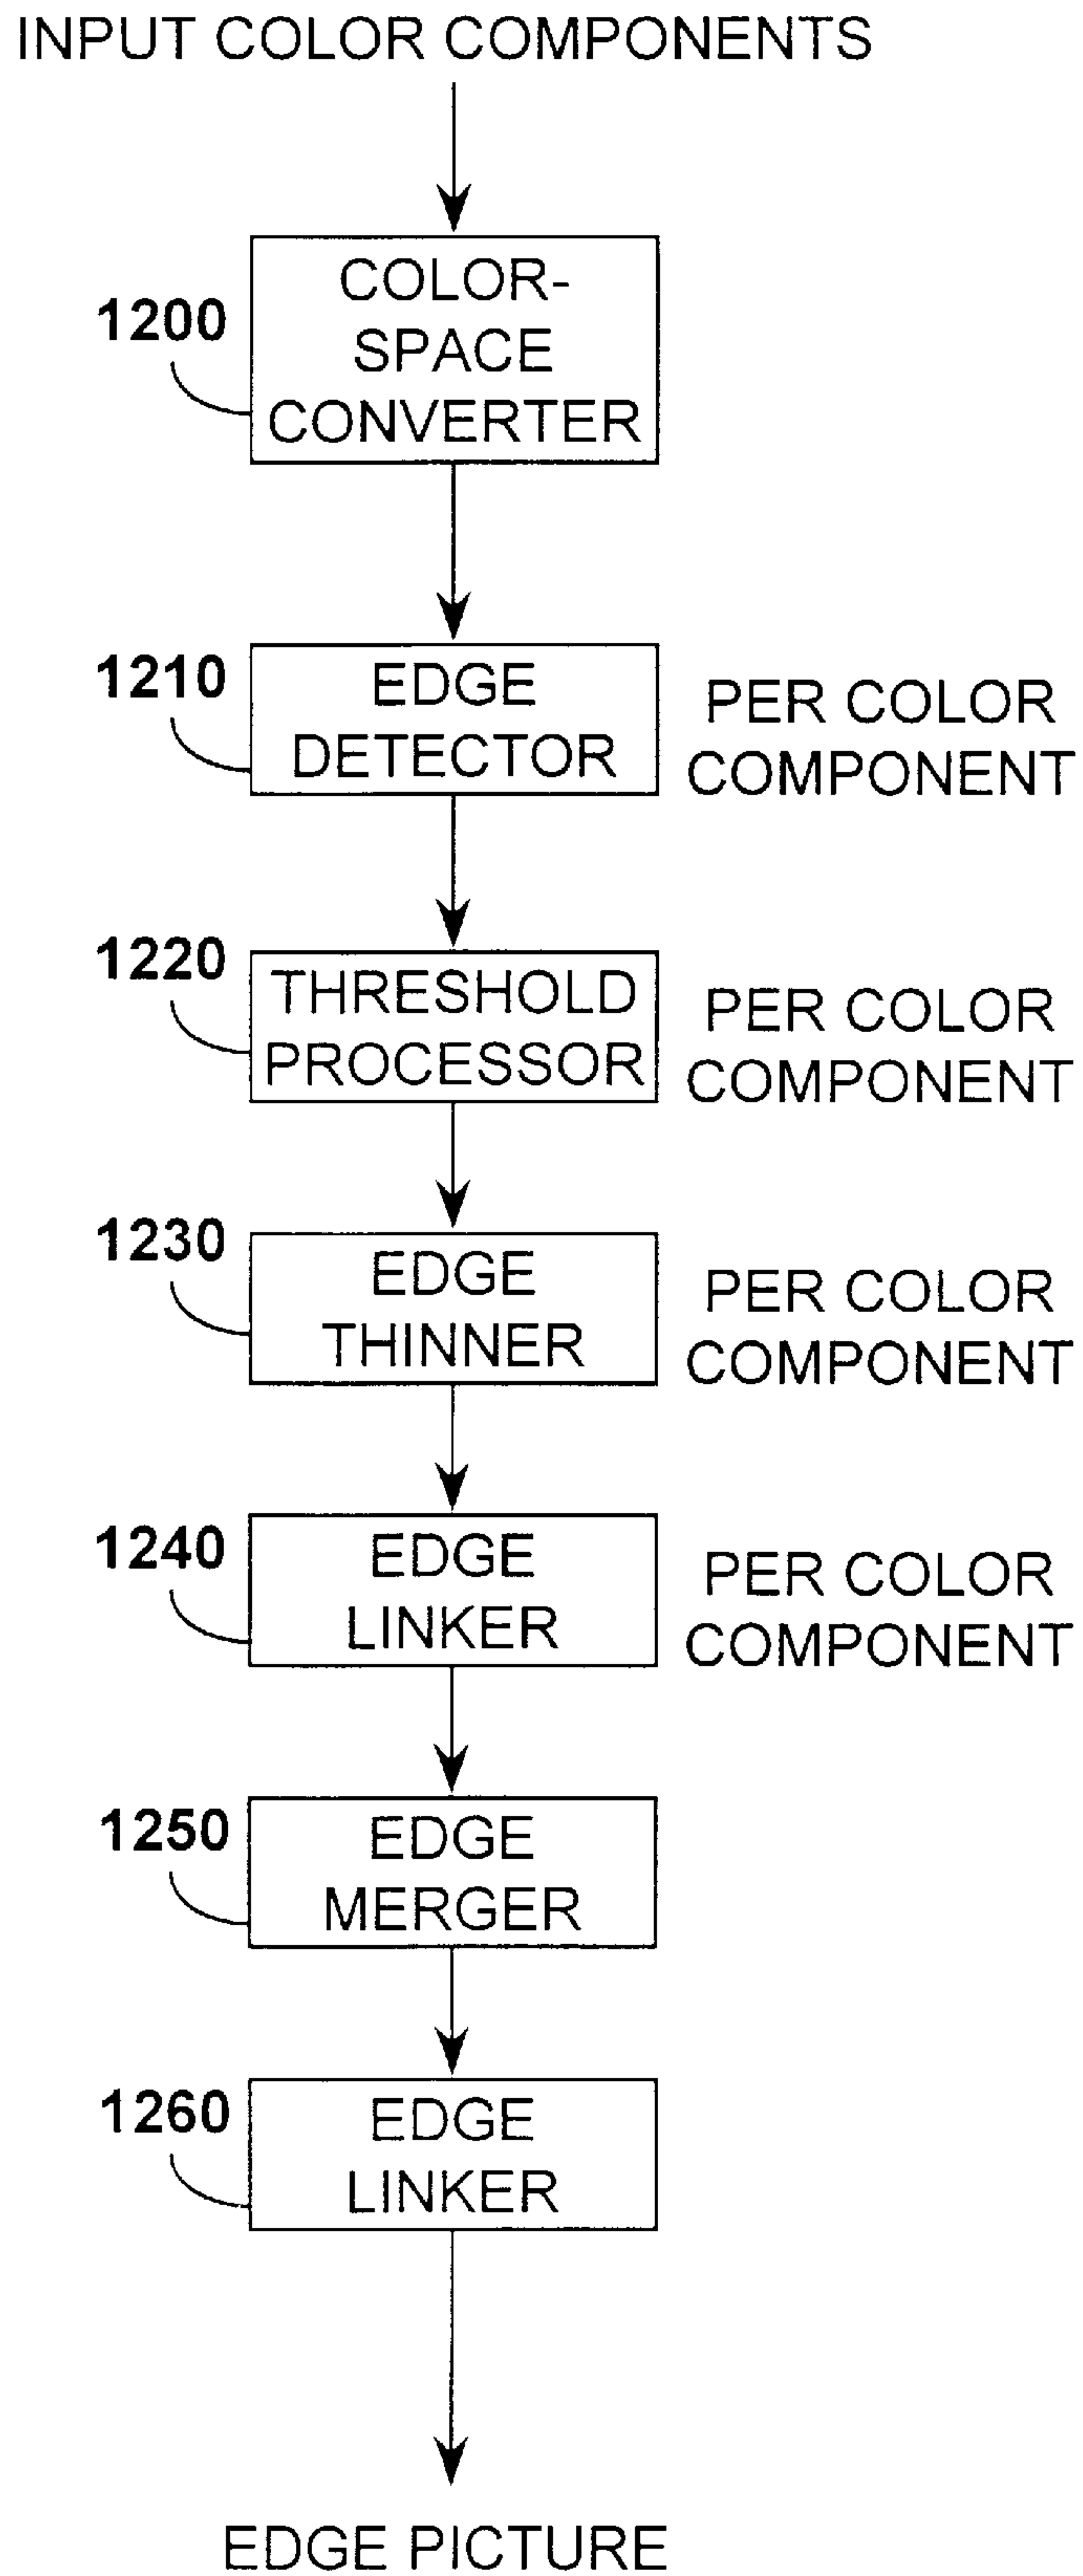 INPUT COLOR COMPONENTS
1200
COLOR-
SPACE
CONVERTER
1210
EDGE
DETECTOR
PER COLOR
COMPONENT
1220
THRESHOLD
PROCESSOR
PER COLOR
COMPONENT
1230
EDGE
THINNER
PER COLOR
COMPONENT
1240
EDGE
LINKER
PER COLOR
COMPONENT
1250
EDGE
MERGER
1260
EDGE
LINKER
EDGE PICTURE